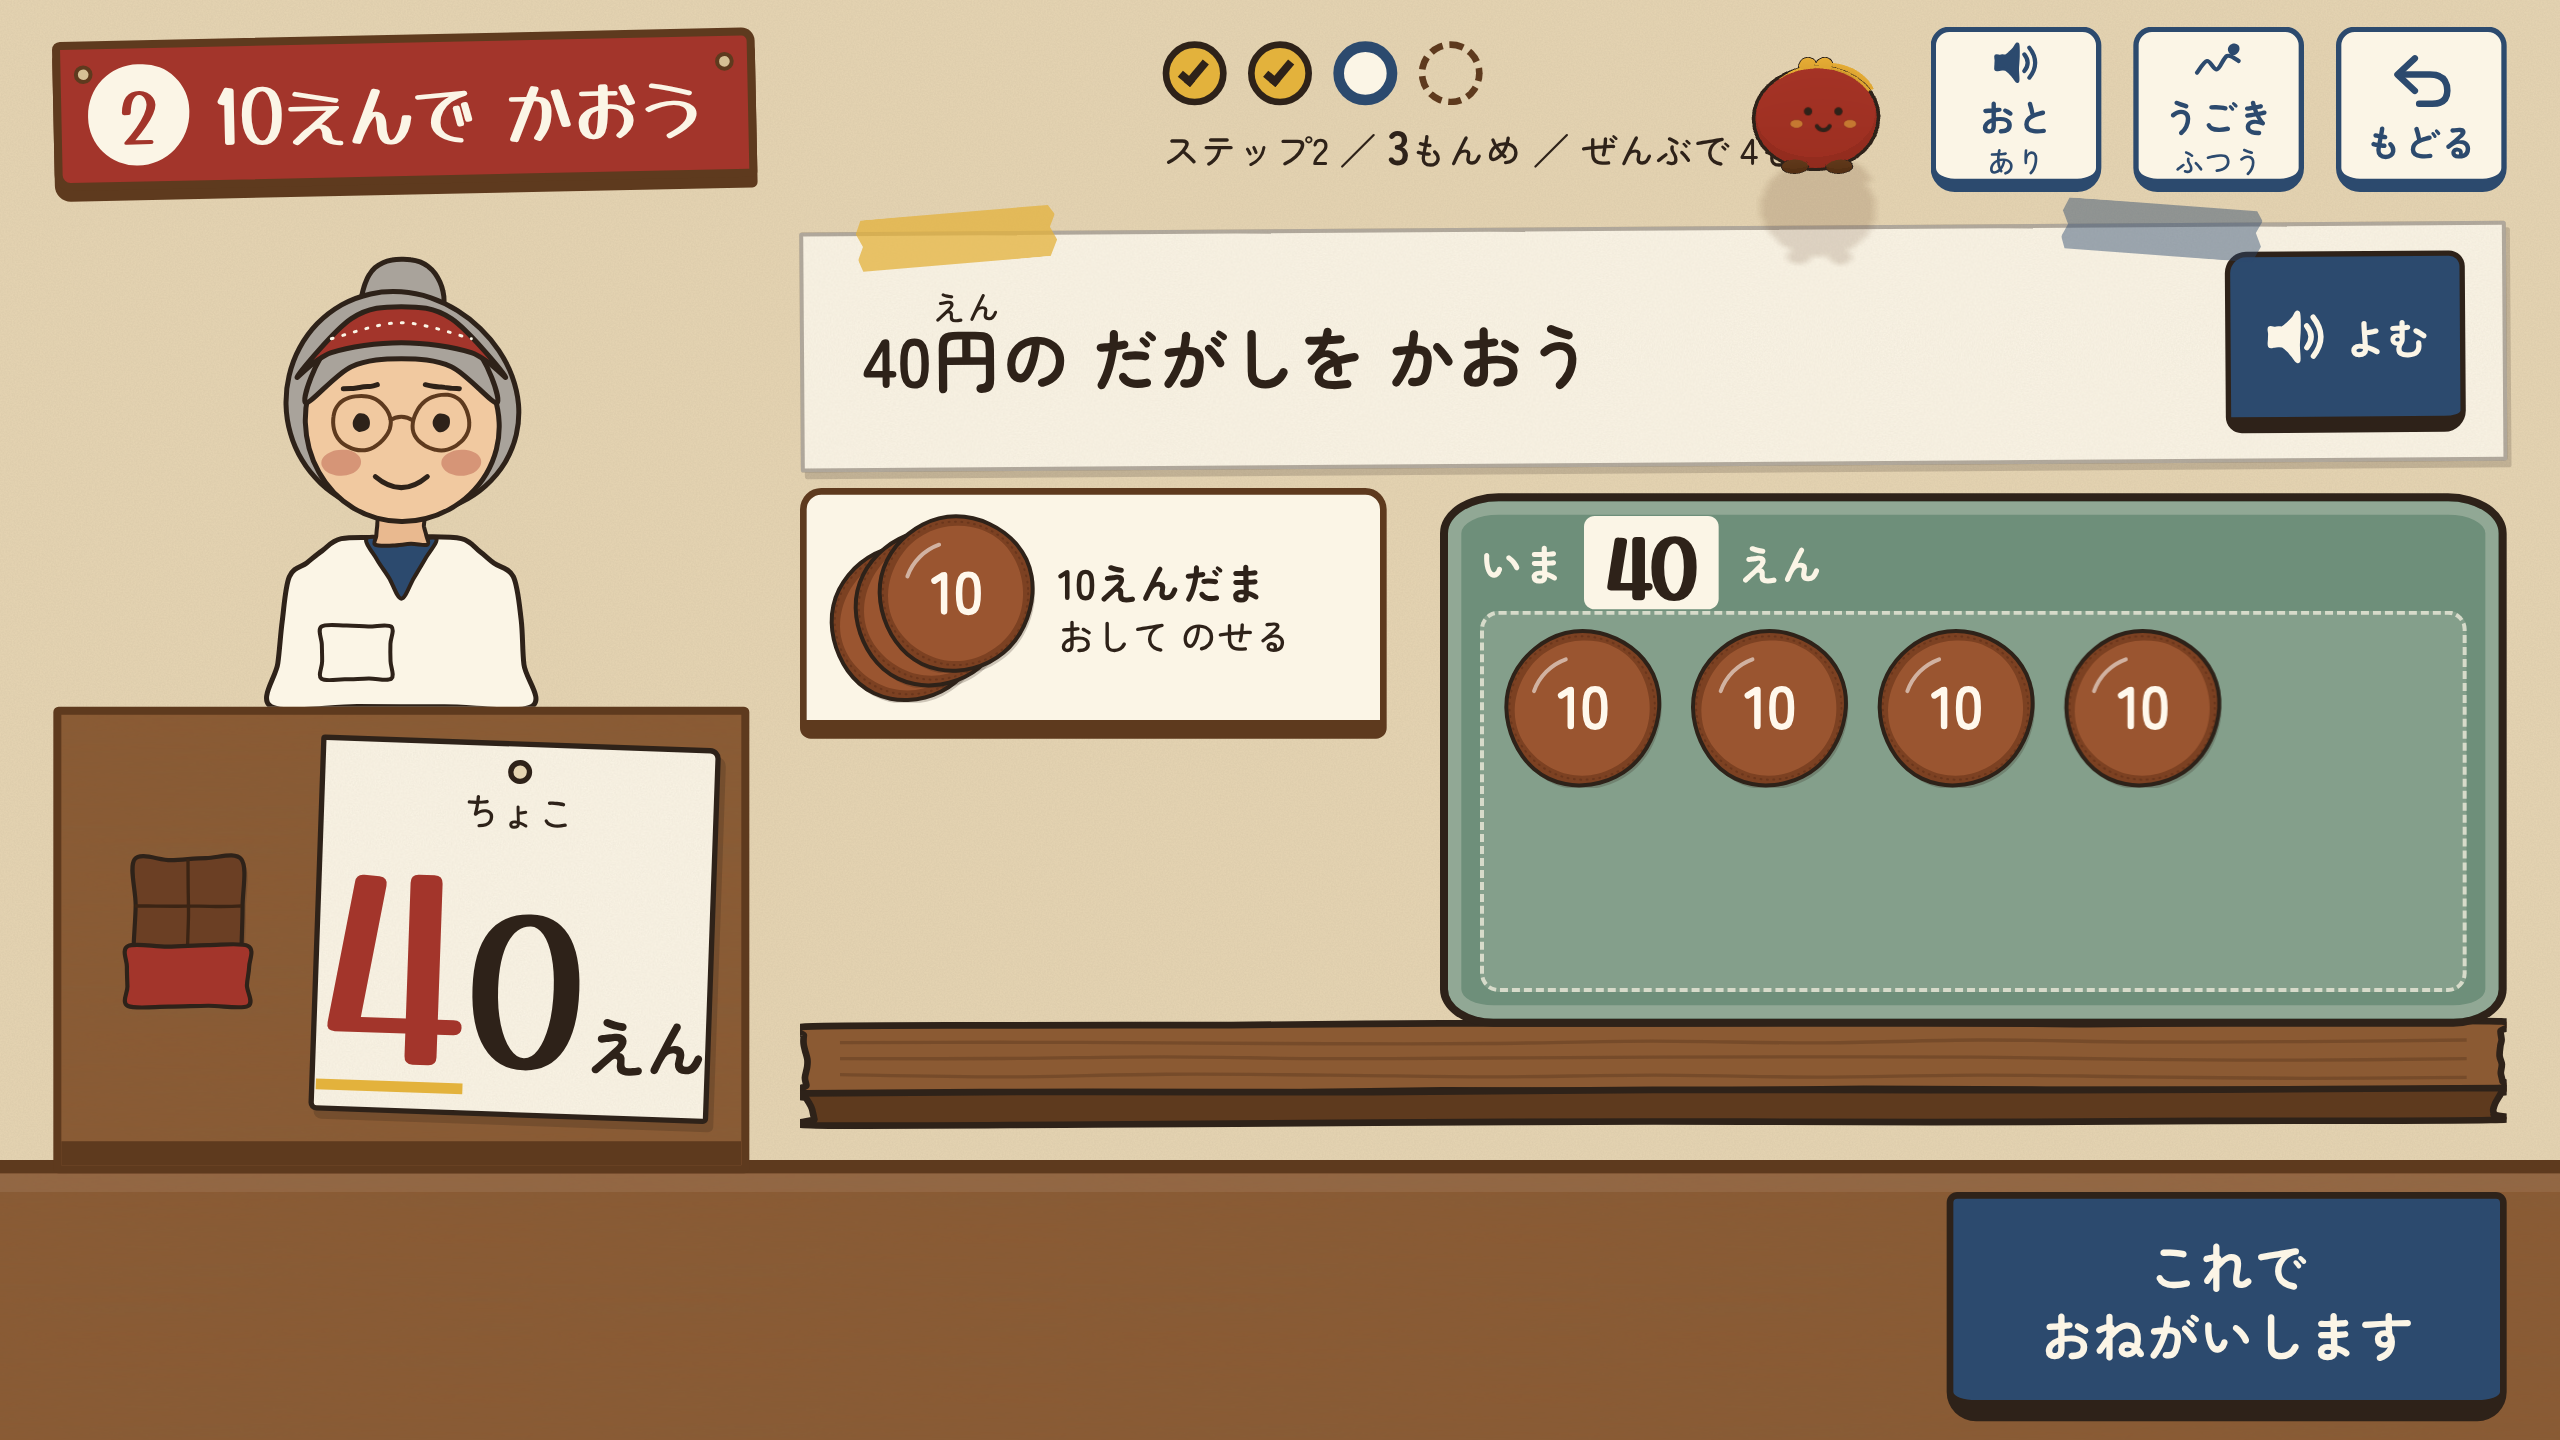 2 10えんで かおう
ステップ2 ／ 3もんめ ／ ぜんぶで 4
おと
あり
うごき
ふつう
もどる
えん
40円の だがしを かおう
よむ
10
10えんだま
おして のせる
いま 40 えん
10 10 10 10
ちょこ
40えん
これで
おねがいします